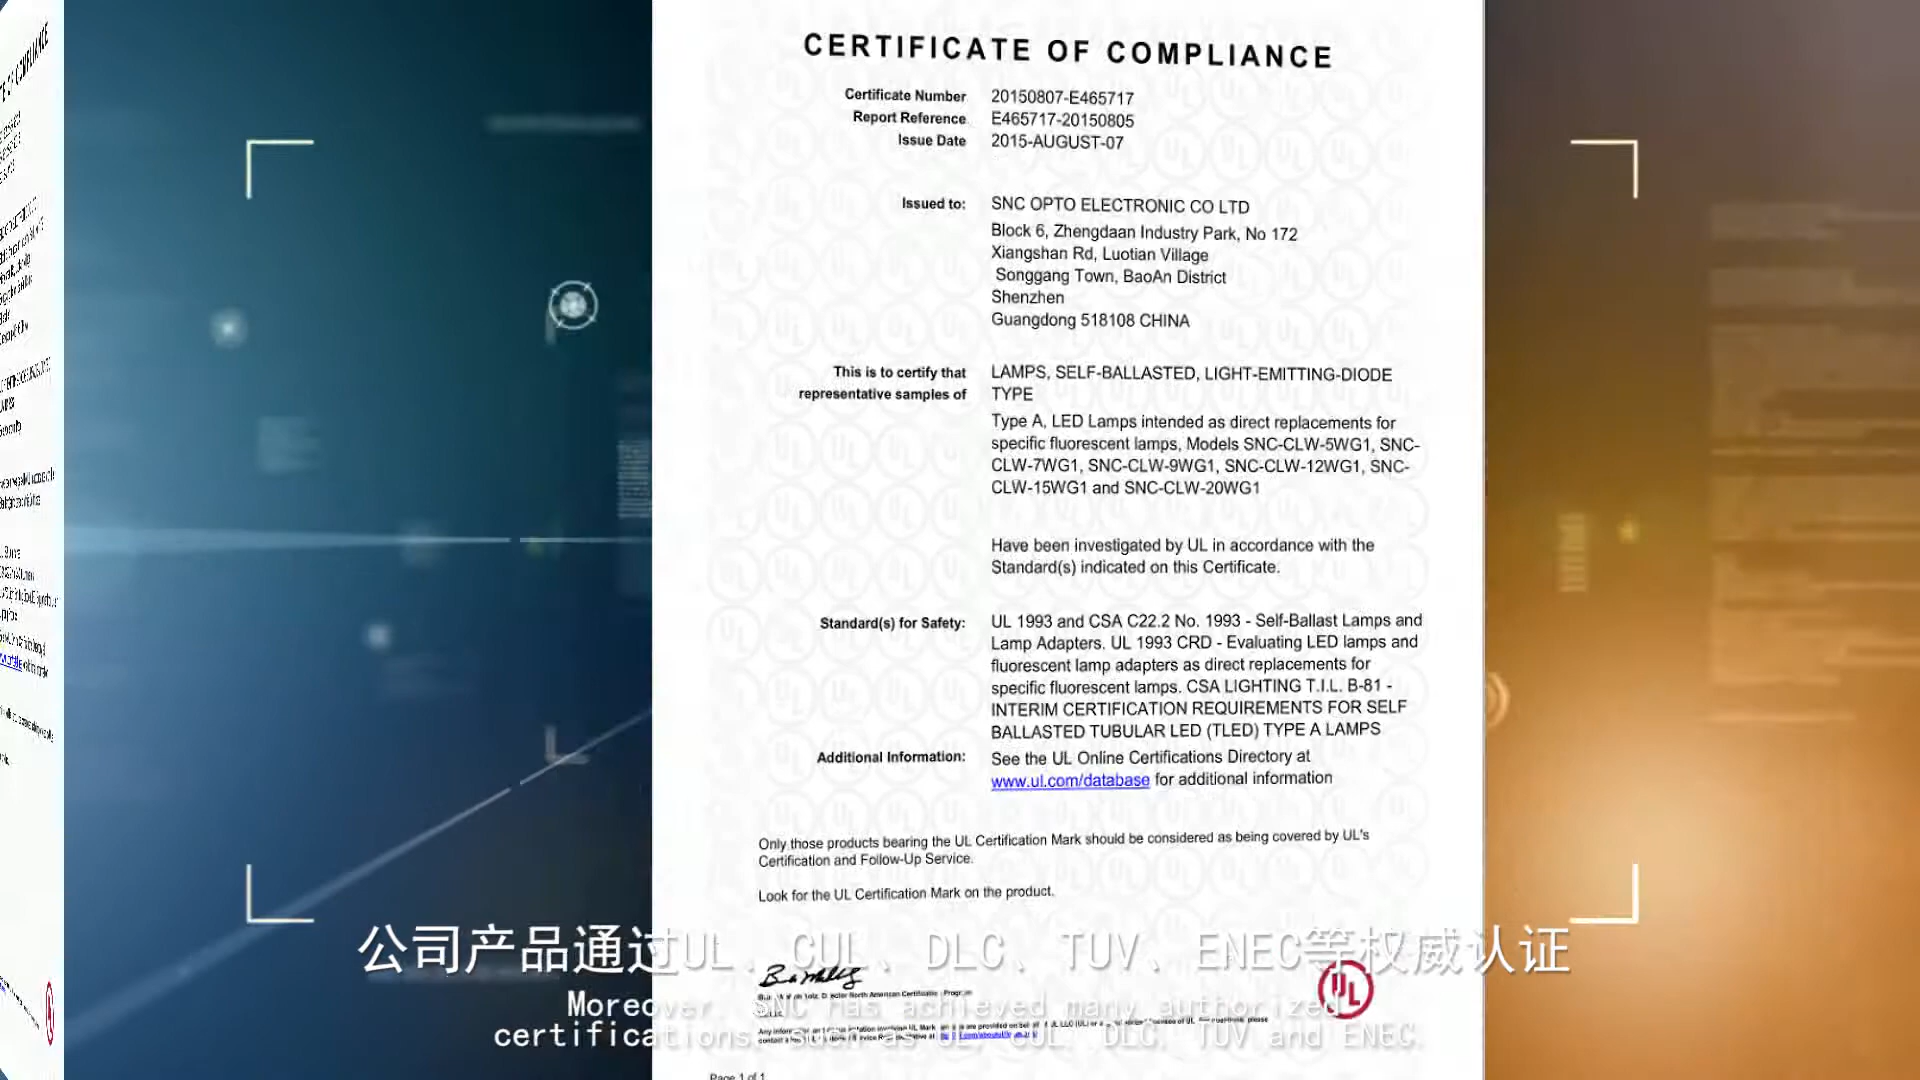 CERTIFICATE OF COMPLIANCE
Certificate Number 20150807-E465717
Report Reference E465717-20150805
Issue Date 2015-AUGUST-07
Issued to: SNC OPTO ELECTRONIC CO LTD
Block 6, Zhengdaan Industry Park, No 172
Xiangshan Rd, Luotian Village
Songgang Town, BaoAn District
Shenzhen
Guangdong 518108 CHINA
This is to certify that LAMPS, SELF-BALLASTED, LIGHT-EMITTING-DIODE
representative samples of TYPE
Type A, LED Lamps intended as direct replacements for
specific fluorescent lamps, Models SNC-CLW-5WG1, SNC-
CLW-7WG1, SNC-CLW-9WG1, SNC-CLW-12WG1, SNC-
CLW-15WG1 and SNC-CLW-20WG1
Have been investigated by UL in accordance with the
Standard(s) indicated on this Certificate.
Standard(s) for Safety: UL 1993 and CSA C22.2 No. 1993 - Self-Ballast Lamps and
Lamp Adapters. UL 1993 CRD - Evaluating LED lamps and
fluorescent lamp adapters as direct replacements for
specific fluorescent lamps. CSA LIGHTING T.I.L. B-81 -
INTERIM CERTIFICATION REQUIREMENTS FOR SELF
BALLASTED TUBULAR LED (TLED) TYPE A LAMPS
Additional Information: See the UL Online Certifications Directory at
www.ul.com/database for additional information
Only those products bearing the UL Certification Mark should be considered as being covered by UL's
Certification and Follow-Up Service.
Look for the UL Certification Mark on the product.
公司产品通过UL、CUL、DLC、TUV、ENEC等权威认证
UL
Moreover. SNC has achieved many authorized
certifications. Such as UL, CUL, DLC, TUV and ENEC.
Page 1 of 1